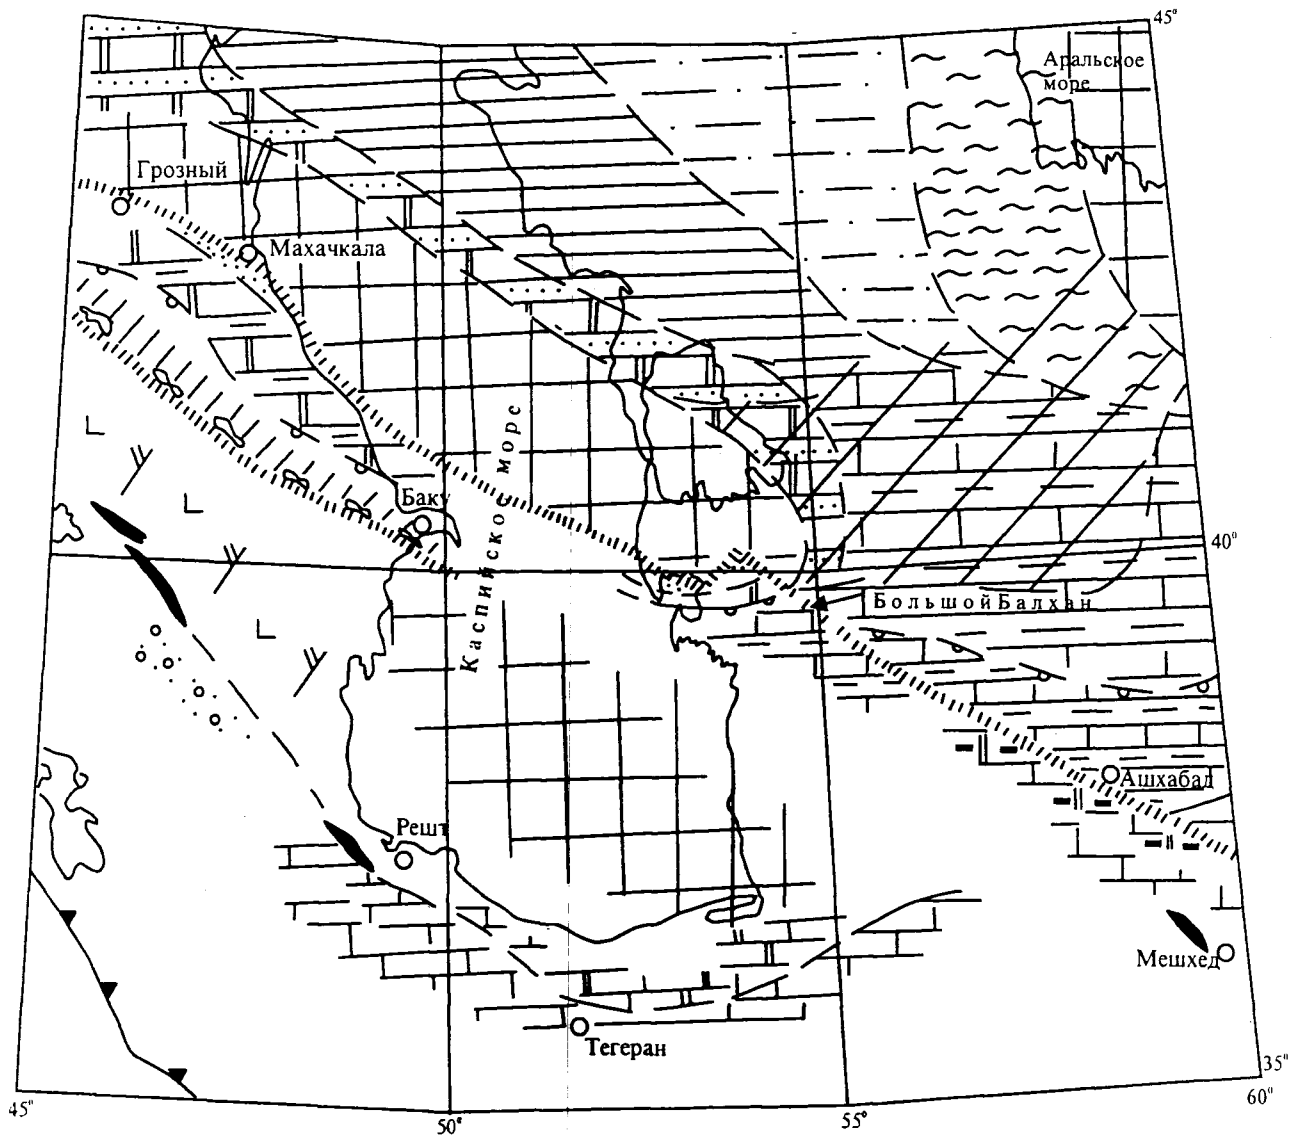 45°
Аральское
море
Грозный
Махачкала
Баку
Каспийское море
40°
Большой Балхан
Ашхабад
Решт
Мешхед
Тегеран
35°
45°
50°
55°
60°